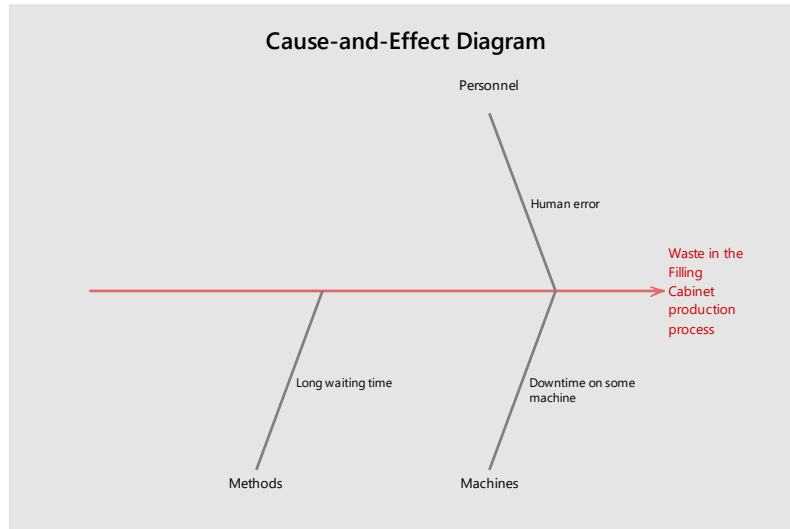 Cause-and-Effect Diagram
Personnel
Human error
Waste in the
Filling
Cabinet
production
process
Long waiting time
Downtime on some
machine
Methods
Machines